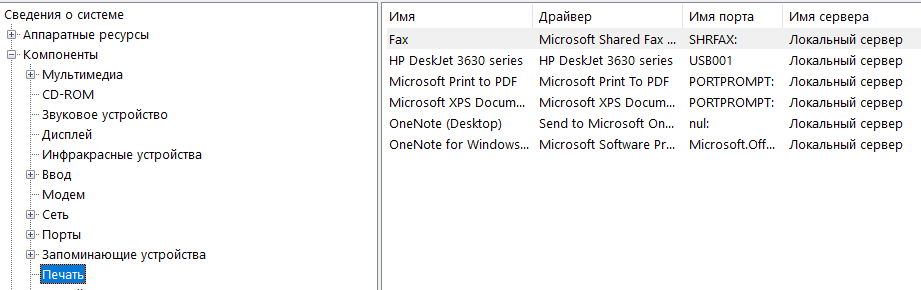 Сведения о системе
Аппаратные ресурсы
Компоненты
Мультимедиа
CD-ROM
Звуковое устройство
Дисплей
Инфракрасные устройства
Ввод
Модем
Сеть
Порты
Запоминающие устройства
Печать
Имя Драйвер Имя порта Имя сервера
Fax Microsoft Shared Fax ... SHRFAX: Локальный сервер
HP DeskJet 3630 series HP DeskJet 3630 series USB001 Локальный сервер
Microsoft Print to PDF Microsoft Print To PDF PORTPROMPT: Локальный сервер
Microsoft XPS Docum... Microsoft XPS Docum... PORTPROMPT: Локальный сервер
OneNote (Desktop) Send to Microsoft On... nul: Локальный сервер
OneNote for Windows... Microsoft Software Pr... Microsoft.Off... Локальный сервер